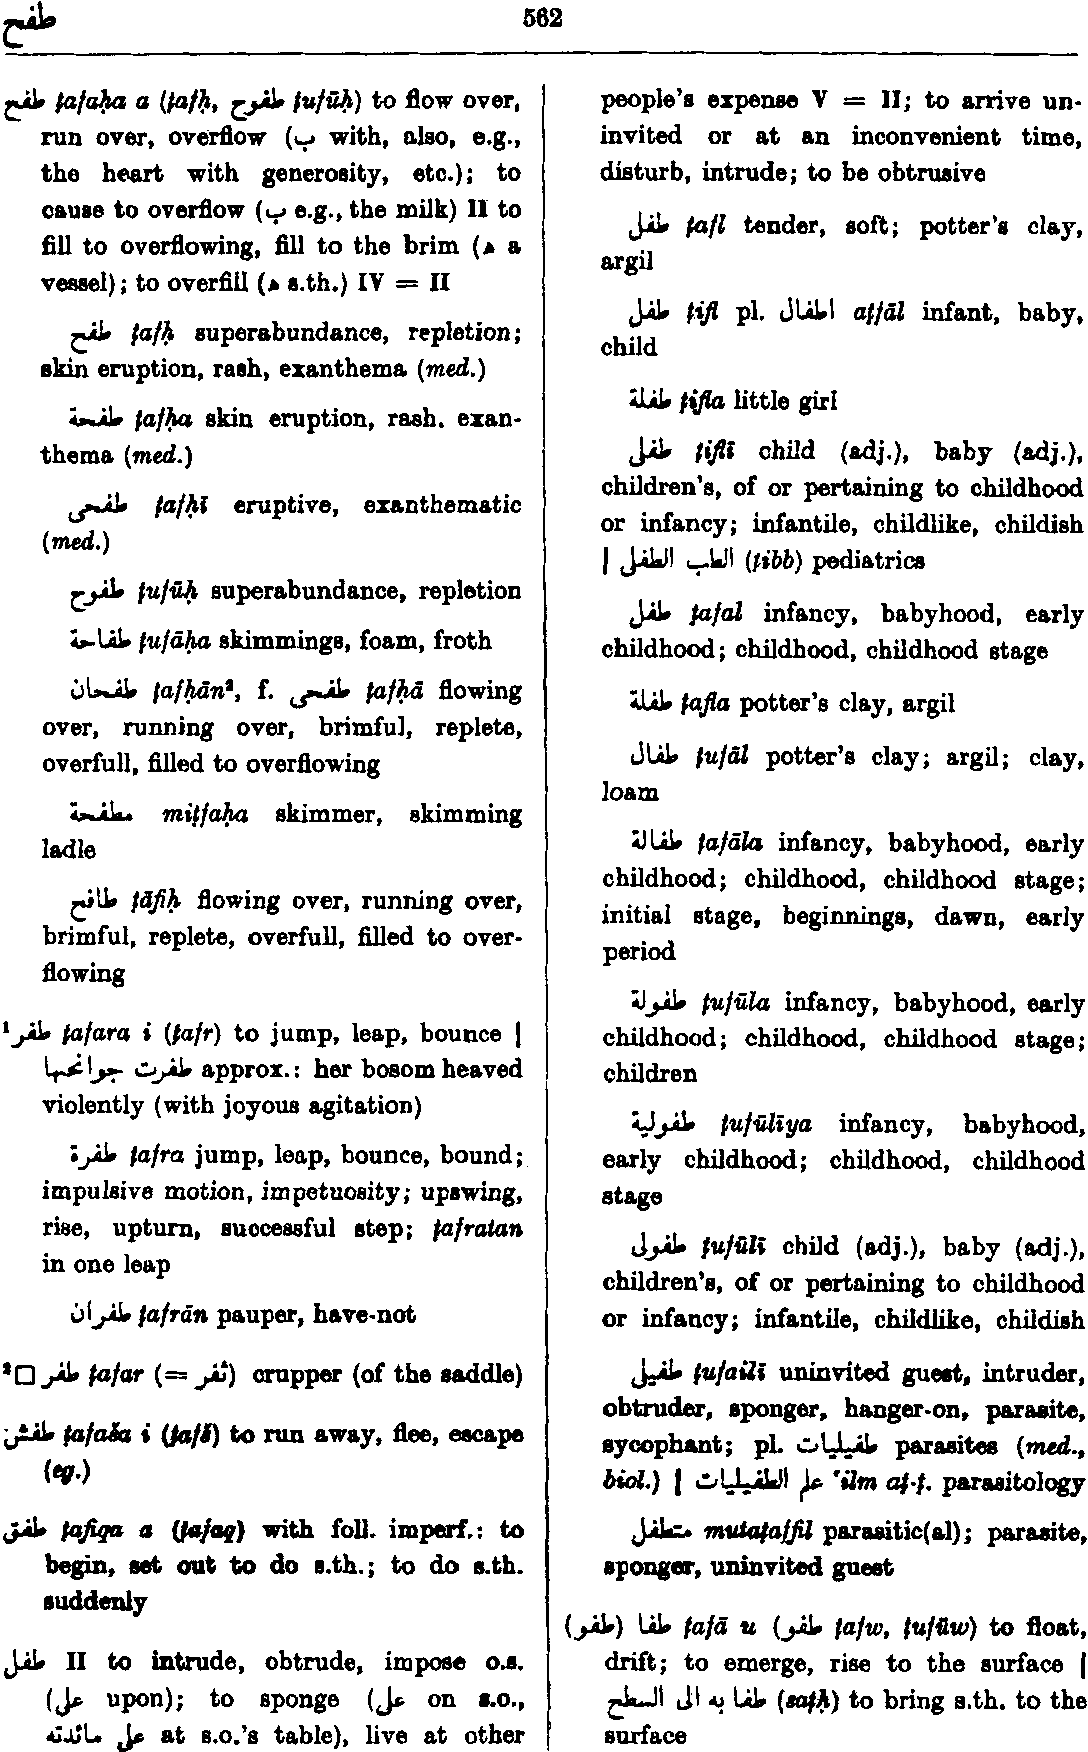 طفح
562
طفح ṭafaḥa a (ṭafḥ, طفوح ṭufūḥ) to flow over,
run over, overflow (ب with, also, e.g.,
the heart with generosity, etc.); to
cause to overflow (ب e.g., the milk) II to
fill to overflowing, fill to the brim (ه a
vessel); to overfill (ه s.th.) IV = II
طفح ṭafḥ superabundance, repletion;
skin eruption, rash, exanthema (med.)
طفحة ṭafḥa skin eruption, rash. exan-
thema (med.)
طفحى ṭafḥī eruptive, exanthematic
(med.)
طفوح ṭufūḥ superabundance, repletion
طفاحة ṭufāḥa skimmings, foam, froth
طفحان ṭafḥān², f. طفحى ṭafḥā flowing
over, running over, brimful, replete,
overfull, filled to overflowing
مطفحة miṭfaḥa skimmer, skimming
ladle
طافح ṭāfiḥ flowing over, running over,
brimful, replete, overfull, filled to over-
flowing
¹طفر ṭafara i (ṭafr) to jump, leap, bounce |
طفرت جوانحها approx.: her bosom heaved
violently (with joyous agitation)
طفرة ṭafra jump, leap, bounce, bound;
impulsive motion, impetuosity; upswing,
rise, upturn, successful step; ṭafratan
in one leap
طفران ṭafrān pauper, have-not
²□ طفر ṭafar (= ثفر) crupper (of the saddle)
طفش ṭafaša i (ṭafš) to run away, flee, escape
(eg.)
طفق ṭafiqa a (ṭafaq) with foll. imperf.: to
begin, set out to do s.th.; to do s.th.
suddenly
طفل II to intrude, obtrude, impose o.s.
(على upon); to sponge (على on s.o.,
على مائدته at s.o.'s table), live at other
people's expense V = II; to arrive un-
invited or at an inconvenient time,
disturb, intrude; to be obtrusive
طفل ṭafl tender, soft; potter's clay,
argil
طفل ṭifl pl. اطفال aṭfāl infant, baby,
child
طفلة ṭifla little girl
طفلى ṭiflī child (adj.), baby (adj.),
children's, of or pertaining to childhood
or infancy; infantile, childlike, childish
| الطب الطفلى (ṭibb) pediatrics
طفل ṭafal infancy, babyhood, early
childhood; childhood, childhood stage
طفلة ṭafla potter's clay, argil
طفال ṭufāl potter's clay; argil; clay,
loam
طفالة ṭafāla infancy, babyhood, early
childhood; childhood, childhood stage;
initial stage, beginnings, dawn, early
period
طفولة ṭufūla infancy, babyhood, early
childhood; childhood, childhood stage;
children
طفولية ṭufūlīya infancy, babyhood,
early childhood; childhood, childhood
stage
طفولى ṭufūlī child (adj.), baby (adj.),
children's, of or pertaining to childhood
or infancy; infantile, childlike, childish
طفيلى ṭufailī uninvited guest, intruder,
obtruder, sponger, hanger-on, parasite,
sycophant; pl. طفيليات parasites (med.,
biol.) | علم الطفيليات ʿilm aṭ-ṭ. parasitology
متطفل mutaṭaffil parasitic(al); parasite,
sponger, uninvited guest
(طفو) طفا ṭafā u (طفو ṭafw, ṭufūw) to float,
drift; to emerge, rise to the surface |
طفا به الى السطح (saṭḥ) to bring s.th. to the
surface